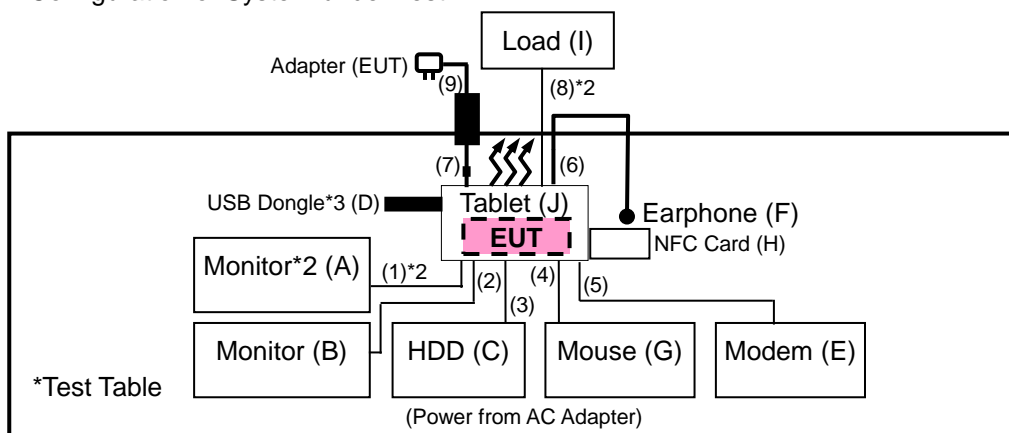 Load (I)
Adapter (EUT)
(9)
(8)*2
(7)
(6)
USB Dongle*3 (D)
Tablet (J)
Earphone (F)
EUT
NFC Card (H)
Monitor*2 (A)
(1)*2
(2)
(4)
(5)
(3)
Monitor (B)
HDD (C)
Mouse (G)
Modem (E)
*Test Table
(Power from AC Adapter)